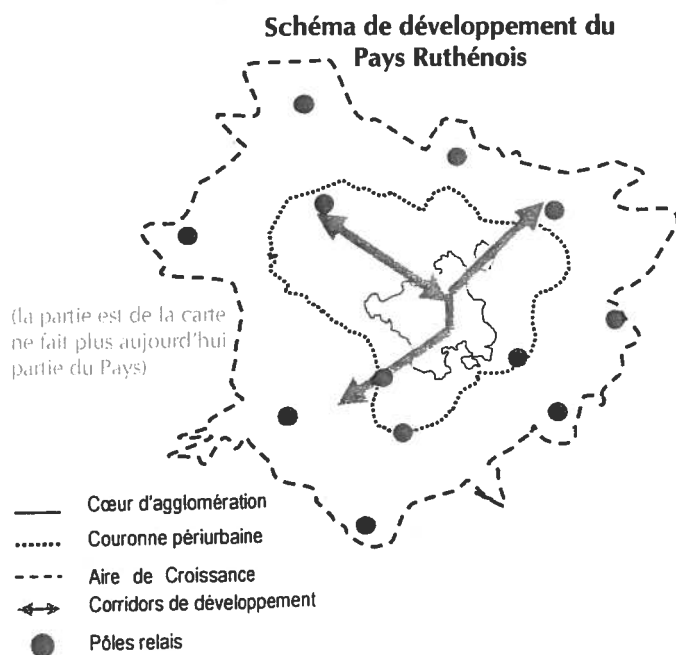 Schéma de développement du
Pays Ruthénois
(la partie est de la carte
ne fait plus aujourd'hui
partie du Pays)
Cœur d'agglomération
Couronne périurbaine
Aire de Croissance
Corridors de développement
Pôles relais